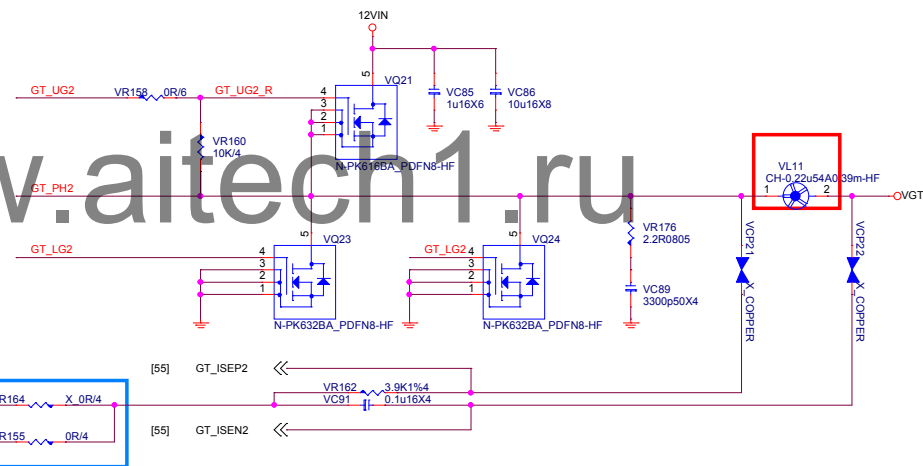 12VIN
5
VQ21
GT_UG2
VR158
0R/6
GT_UG2_R
4
3
2
1
VC85
1u16X6
VC86
10u16X8
VR160
10K/4
N-PK616BA_PDFN8-HF
w.aitech1.ru
VL11
CH-0.22u54A0.39m-HF
1
2
GT_PH2
VGT
5
VQ23
5
VQ24
VR176
2.2R0805
VCP21
VCP22
GT_LG2
4
3
2
1
GT_LG2
4
3
2
1
VC89
3300p50X4
X_COPPER
X_COPPER
N-PK632BA_PDFN8-HF
N-PK632BA_PDFN8-HF
[55]
GT_ISEP2
VR162
3.9K1%4
VC91
0.1u16X4
R164
X_0R/4
[55]
GT_ISEN2
R155
0R/4